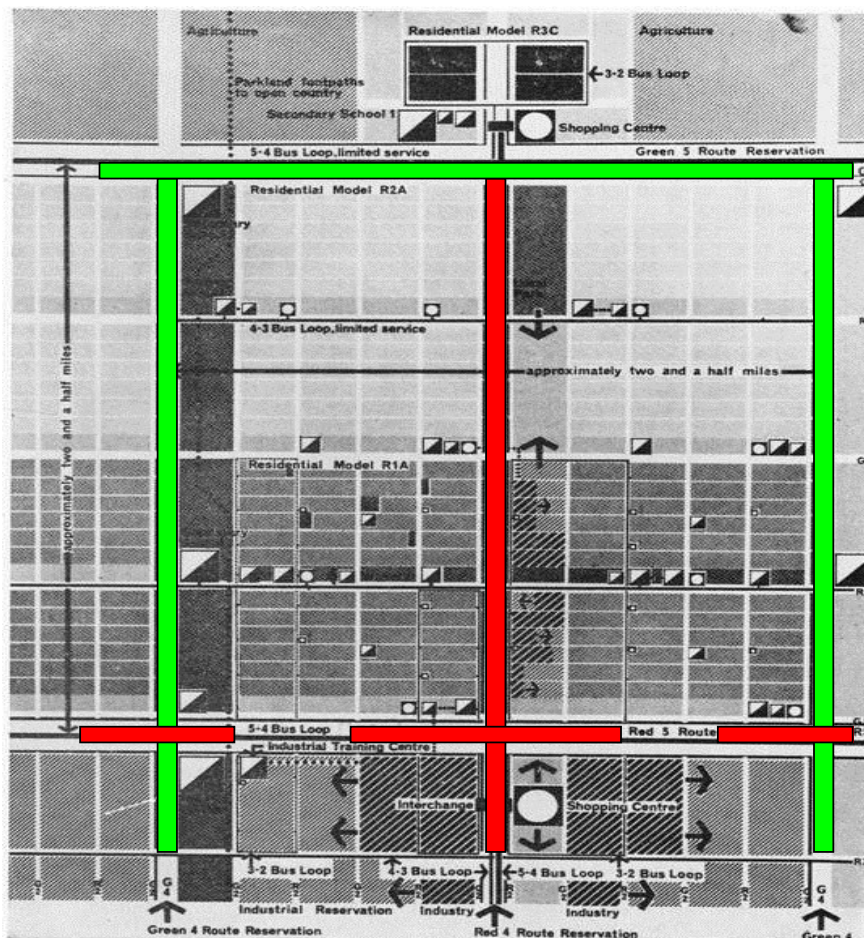 Agriculture
Residential Model R3C
Agriculture
3-2 Bus Loop
Parkland footpaths
to open country
Secondary School 1
Shopping Centre
5-4 Bus Loop, limited service
Green 5 Route Reservation
Residential Model R2A
4-3 Bus Loop, limited service
approximately two and a half miles
approximately two and a half miles
Residential Model R1A
5-4 Bus Loop
Red 5 Route
Industrial Training Centre
Interchange
Shopping Centre
3-2 Bus Loop
4-3 Bus Loop
5-4 Bus Loop
3-2 Bus Loop
G4
G4
Industrial Reservation
Industry
Industry
Green 4 Route Reservation
Red 4 Route Reservation
Green 4